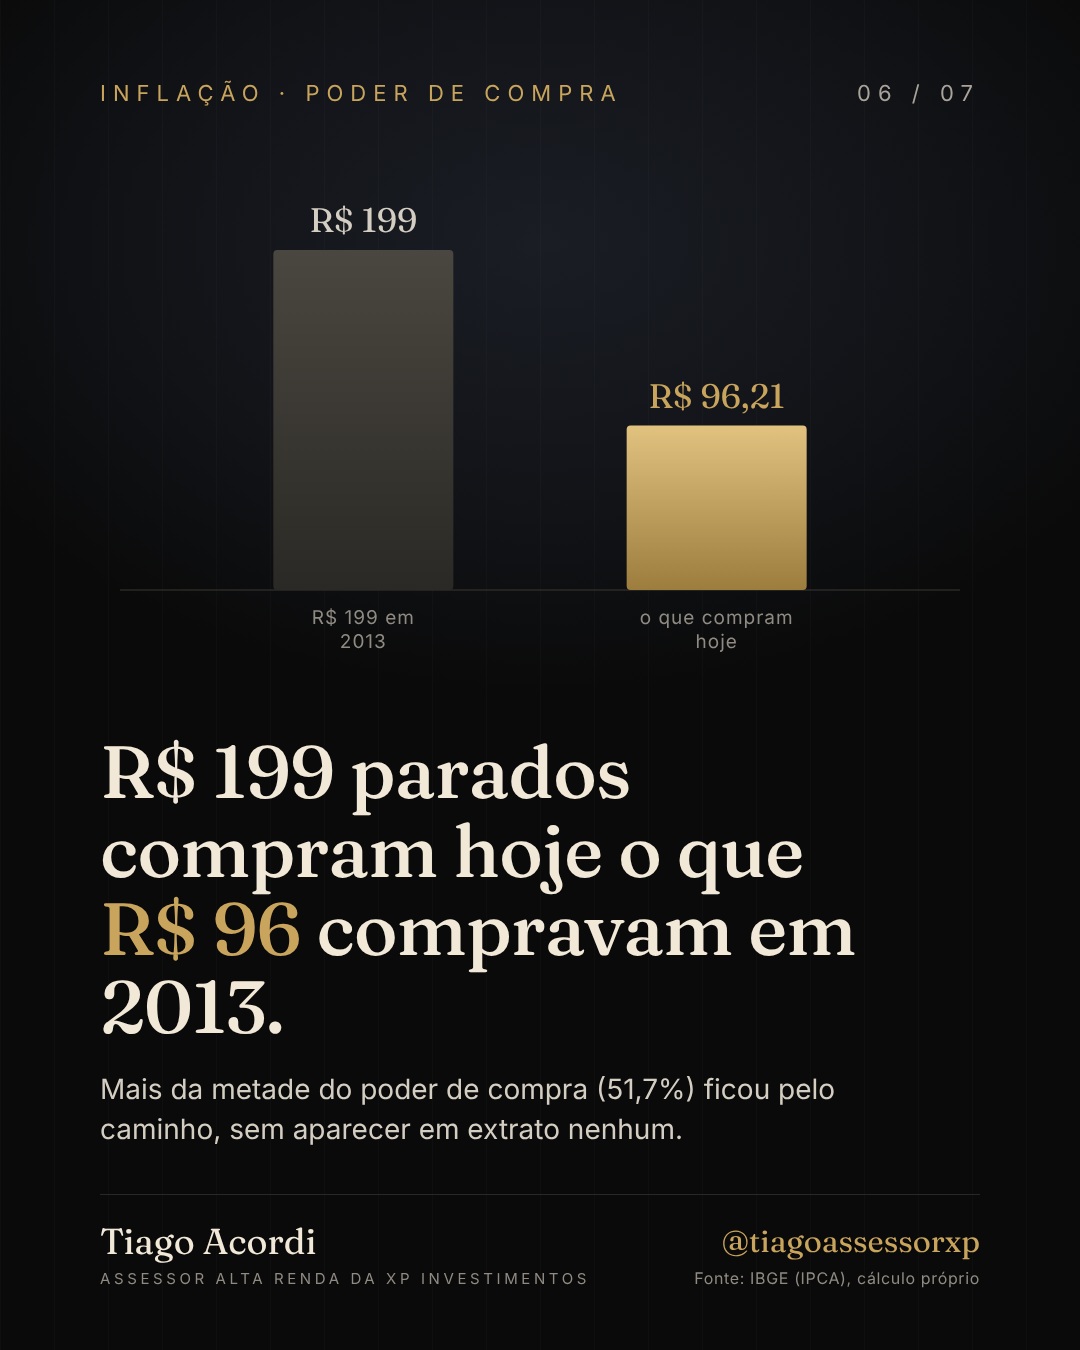 INFLAÇÃO · PODER DE COMPRA
06 / 07
R$ 199
R$ 96,21
R$ 199 em
2013
o que compram
hoje
R$ 199 parados
compram hoje o que
R$ 96 compravam em
2013.
Mais da metade do poder de compra (51,7%) ficou pelo
caminho, sem aparecer em extrato nenhum.
Tiago Acordi
ASSESSOR ALTA RENDA DA XP INVESTIMENTOS
@tiagoassessorxp
Fonte: IBGE (IPCA), cálculo próprio